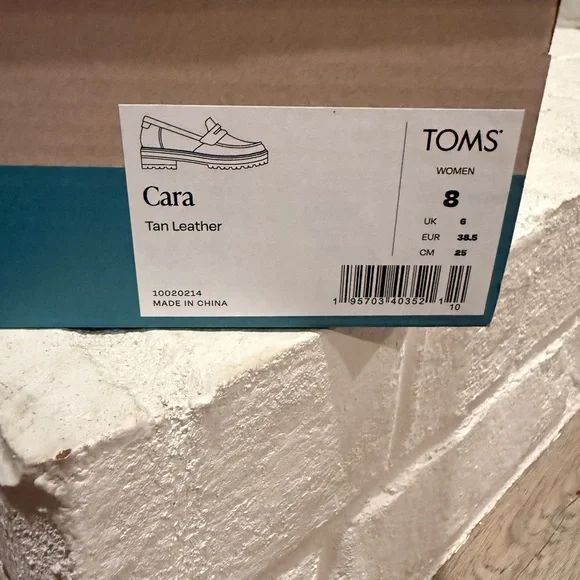 Cara
Tan Leather
10020214
MADE IN CHINA
TOMS
WOMEN
8
UK 6
EUR 38.5
CM 25
1 95703 40352 1
10